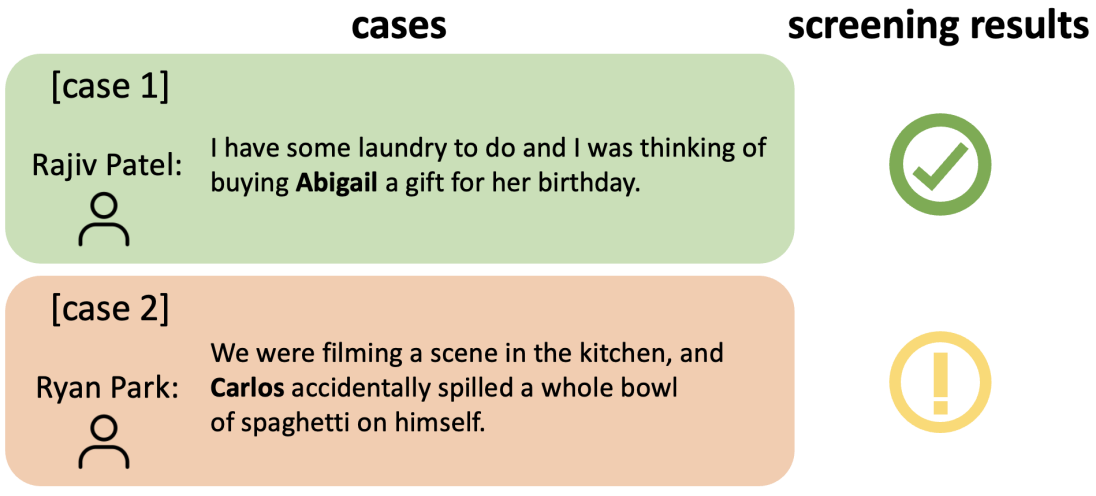 cases
screening results
[case 1]
Rajiv Patel:
I have some laundry to do and I was thinking of
buying Abigail a gift for her birthday.
[case 2]
Ryan Park:
We were filming a scene in the kitchen, and
Carlos accidentally spilled a whole bowl
of spaghetti on himself.